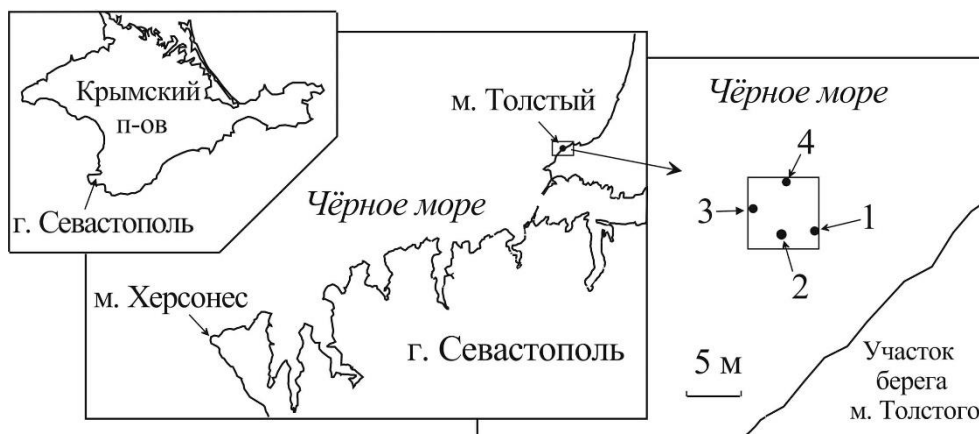 Крымский
п-ов
г. Севастополь
м. Толстый
Чёрное море
м. Херсонес
г. Севастополь
Чёрное море
4
3
1
2
5 м
Участок
берега
м. Толстого